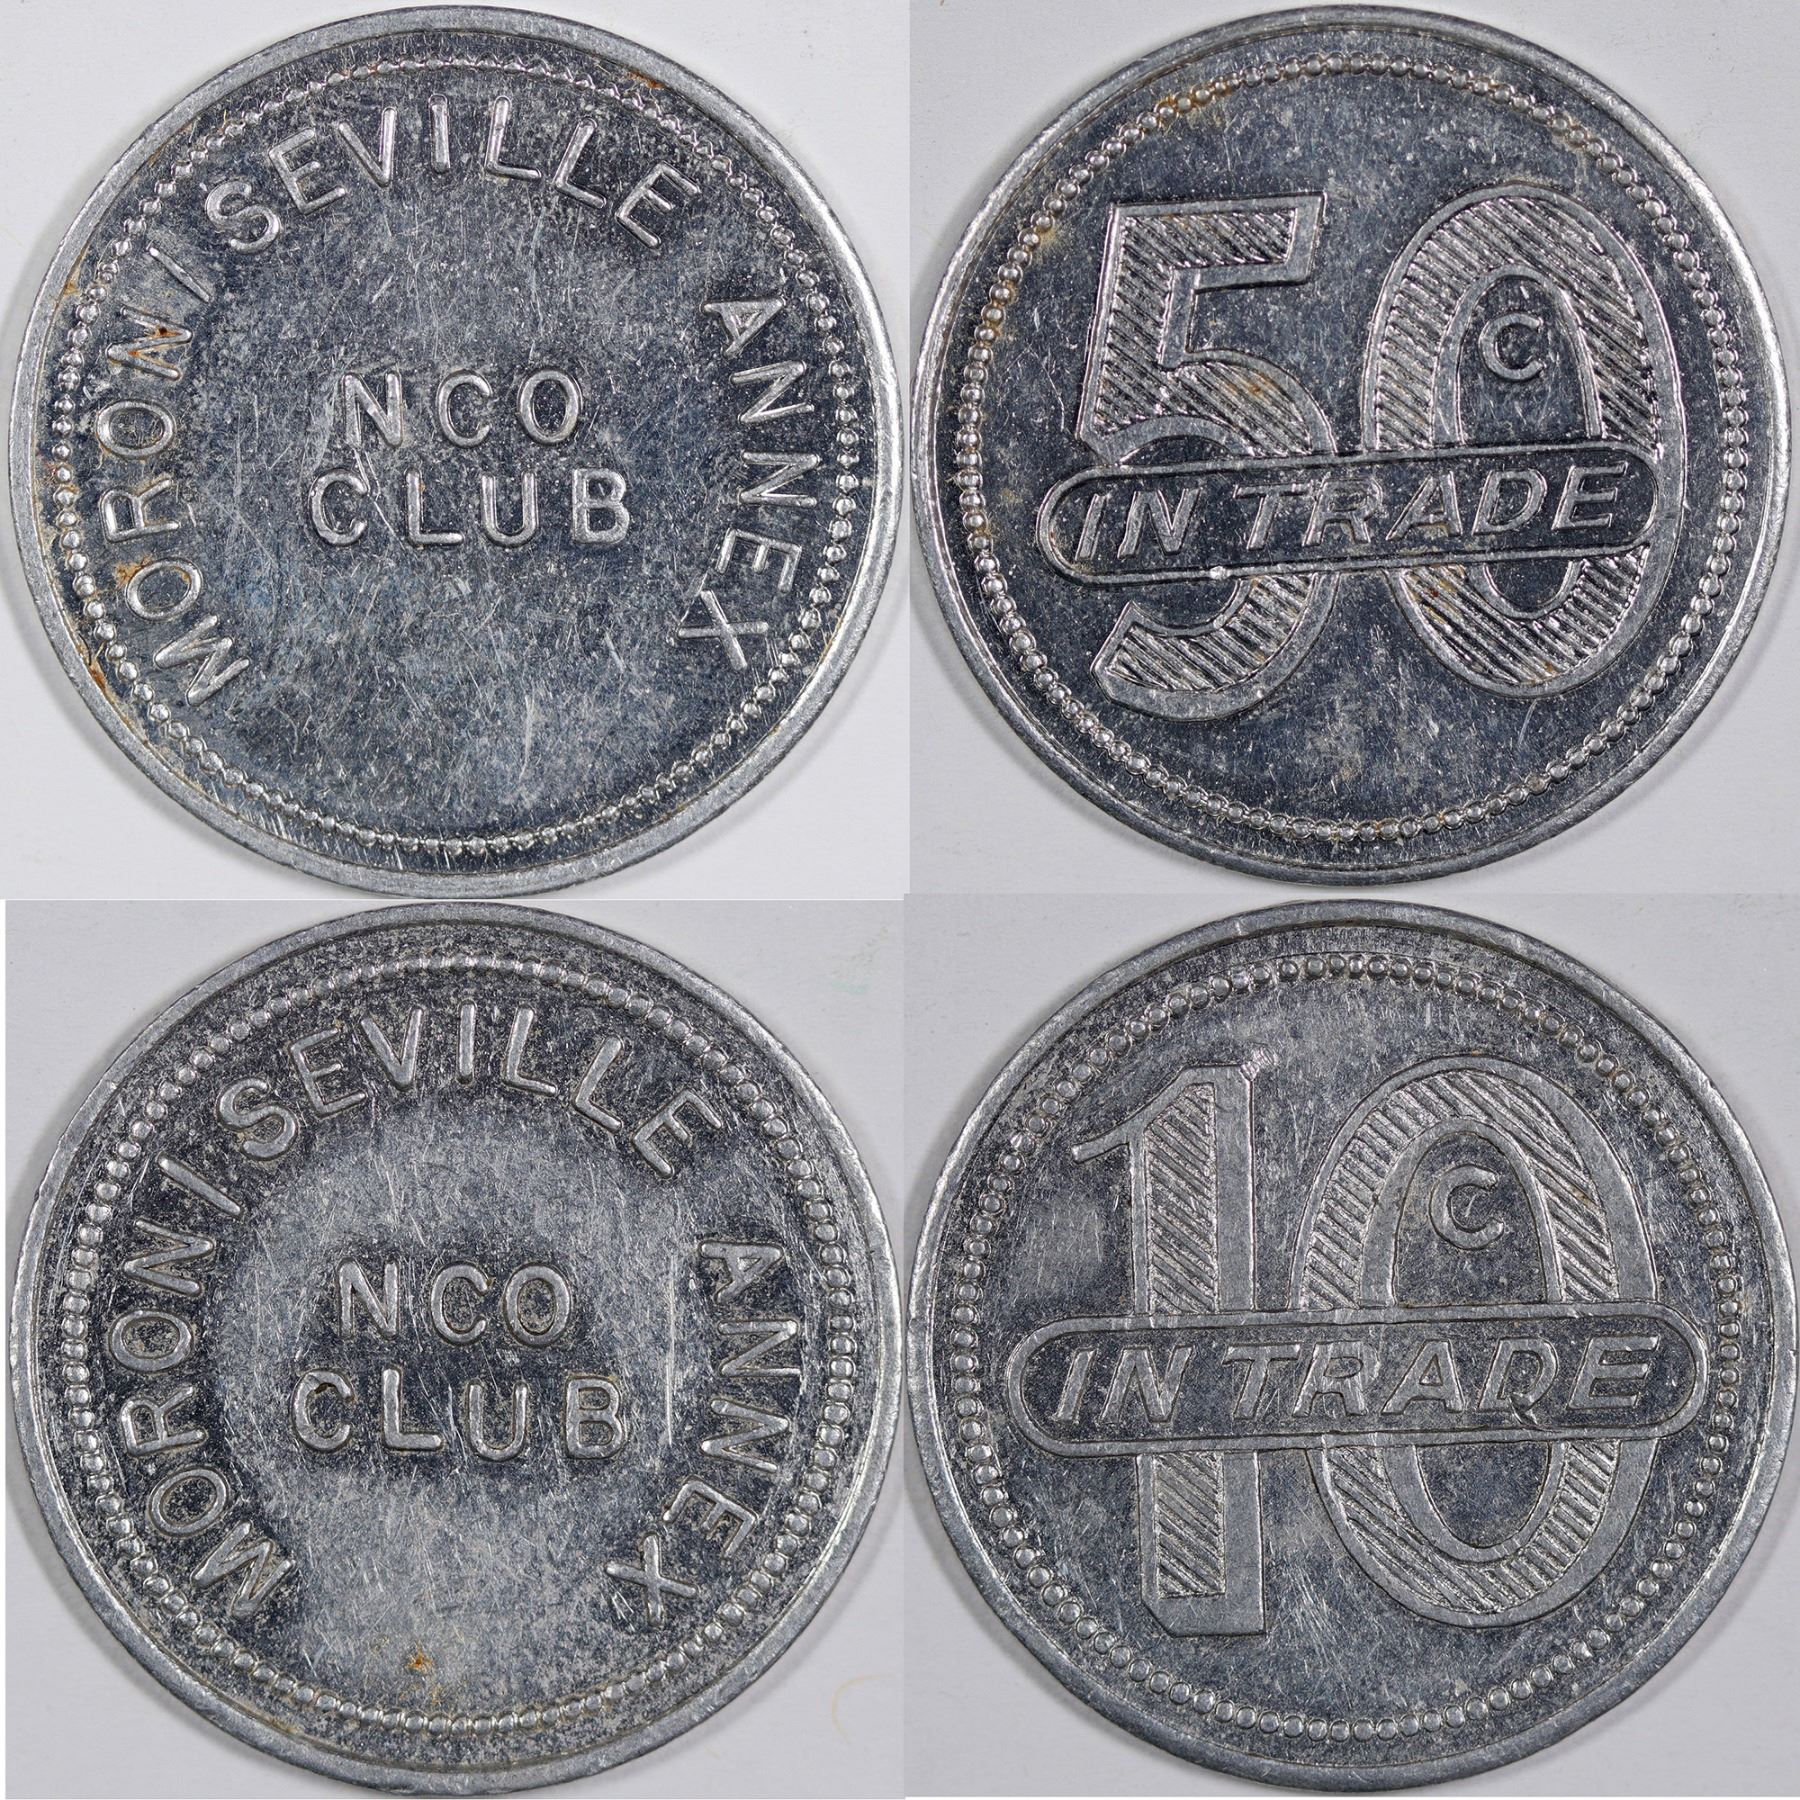 MORON / SEVILLE ANNEX
NCO
CLUB
50 C
IN TRADE
MORON / SEVILLE ANNEX
NCO
CLUB
10 C
IN TRADE